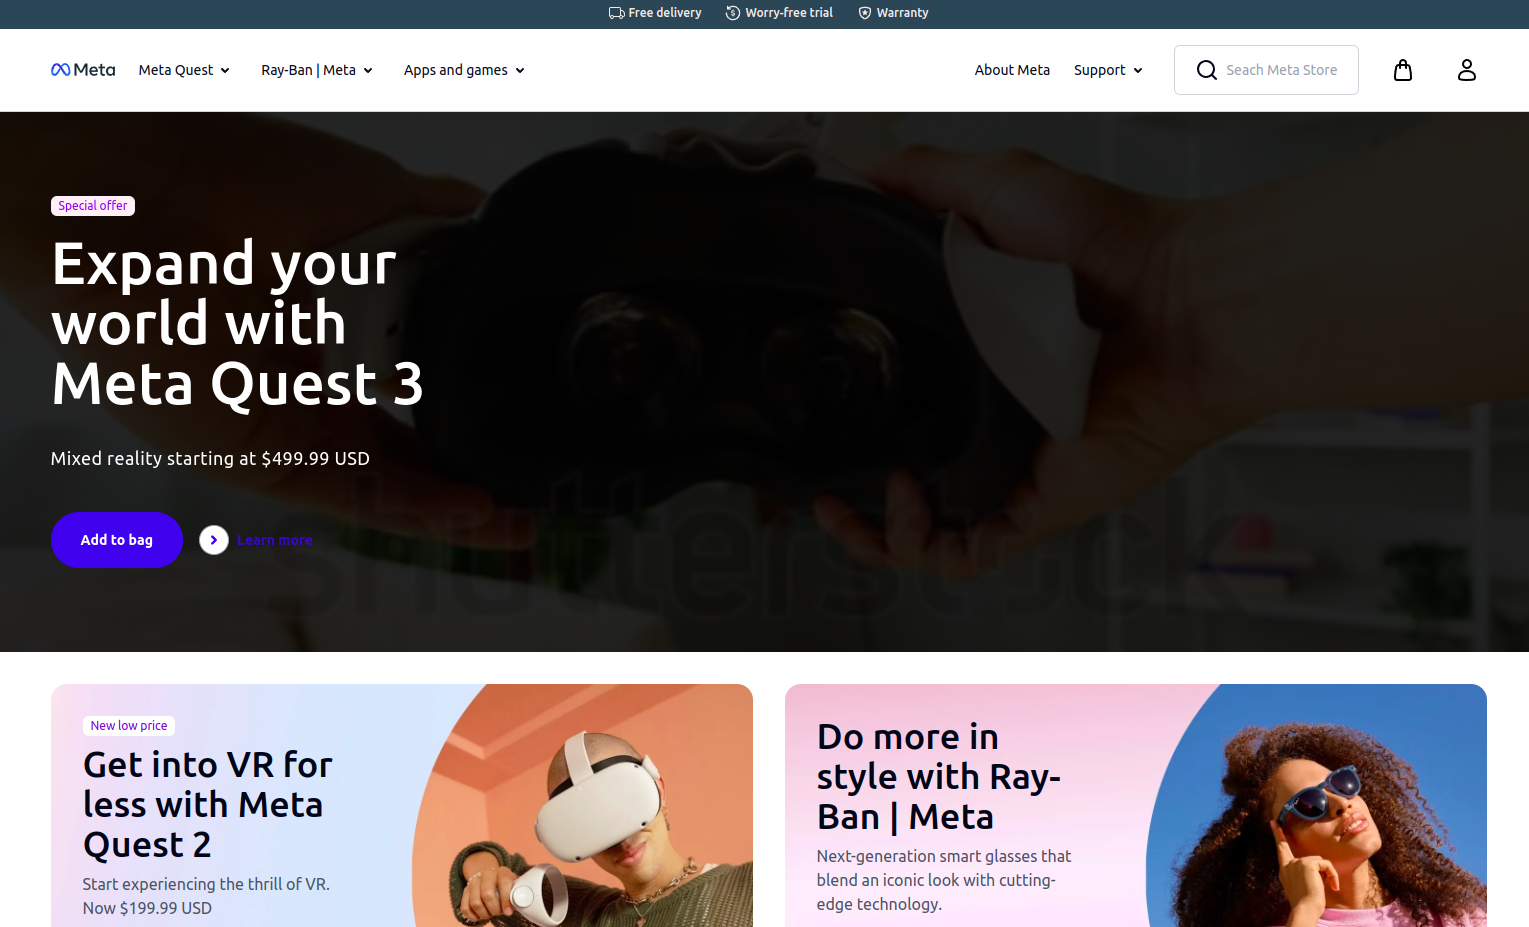 Free delivery Worry-free trial Warranty
Meta Meta Quest Ray-Ban | Meta Apps and games About Meta Support Seach Meta Store
Special offer
Expand your
world with
Meta Quest 3
Mixed reality starting at $499.99 USD
Add to bag Learn more
shutterstock
New low price
Get into VR for
less with Meta
Quest 2
Start experiencing the thrill of VR.
Now $199.99 USD
Do more in
style with Ray-
Ban | Meta
Next-generation smart glasses that
blend an iconic look with cutting-
edge technology.